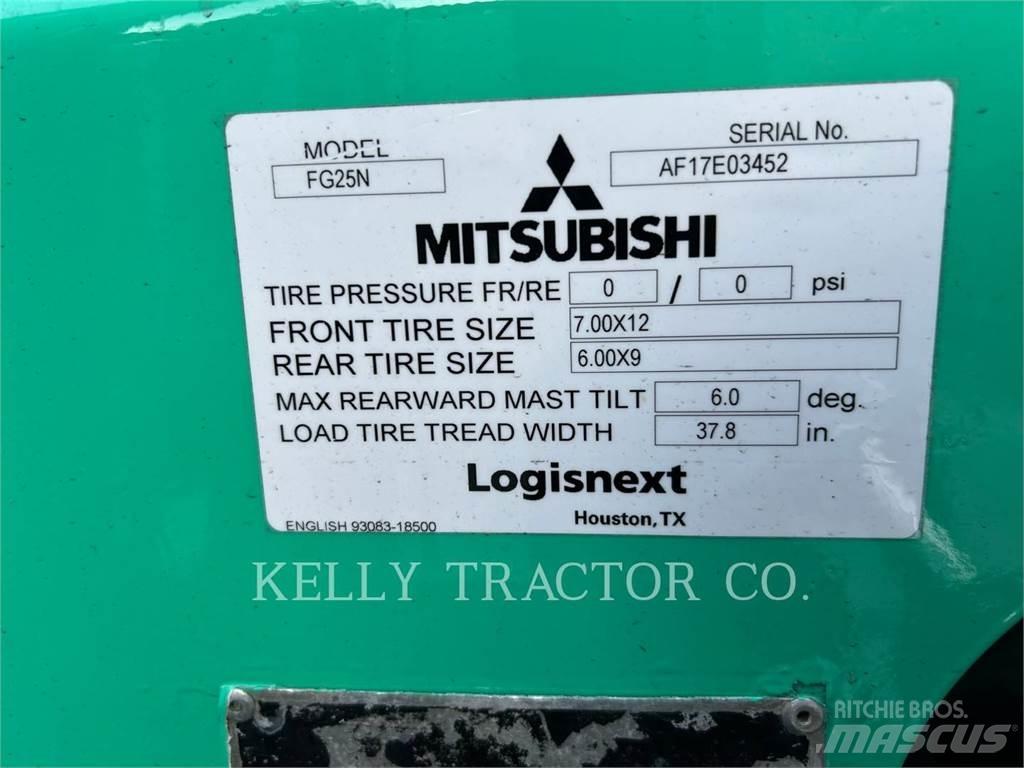 MODEL
FG25N
SERIAL No.
AF17E03452
MITSUBISHI
TIRE PRESSURE FR/RE 0 / 0 psi
FRONT TIRE SIZE 7.00X12
REAR TIRE SIZE 6.00X9
MAX REARWARD MAST TILT 6.0 deg.
LOAD TIRE TREAD WIDTH 37.8 in.
Logisnext
Houston, TX
ENGLISH 93083-18500
KELLY TRACTOR CO.
RITCHIE BROS.
MASCUS